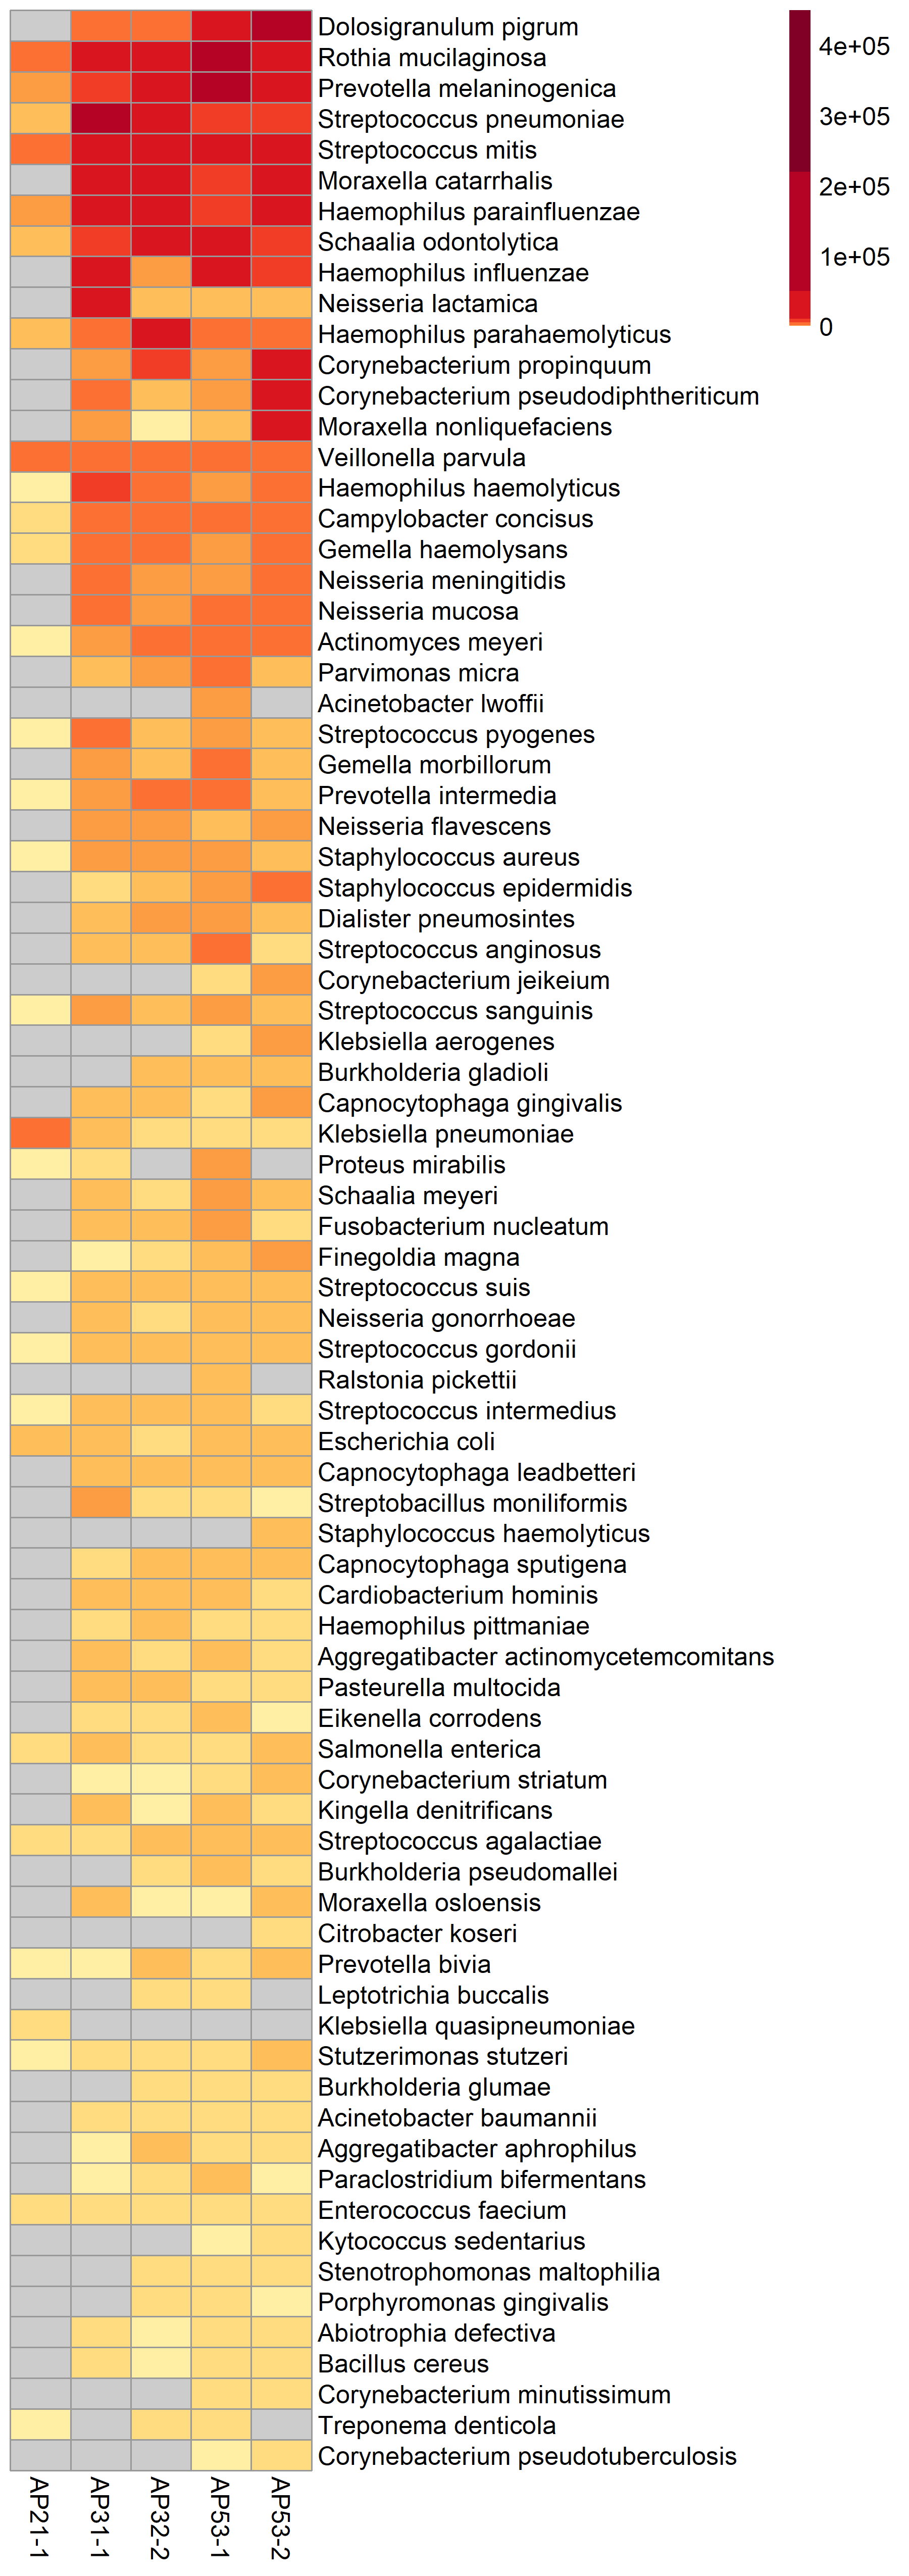 Dolosigranulum pigrum
Rothia mucilaginosa
Prevotella melaninogenica
Streptococcus pneumoniae
Streptococcus mitis
Moraxella catarrhalis
Haemophilus parainfluenzae
Schaalia odontolytica
Haemophilus influenzae
Neisseria lactamica
Haemophilus parahaemolyticus
Corynebacterium propinquum
Corynebacterium pseudodiphtheriticum
Moraxella nonliquefaciens
Veillonella parvula
Haemophilus haemolyticus
Campylobacter concisus
Gemella haemolysans
Neisseria meningitidis
Neisseria mucosa
Actinomyces meyeri
Parvimonas micra
Acinetobacter lwoffii
Streptococcus pyogenes
Gemella morbillorum
Prevotella intermedia
Neisseria flavescens
Staphylococcus aureus
Staphylococcus epidermidis
Dialister pneumosintes
Streptococcus anginosus
Corynebacterium jeikeium
Streptococcus sanguinis
Klebsiella aerogenes
Burkholderia gladioli
Capnocytophaga gingivalis
Klebsiella pneumoniae
Proteus mirabilis
Schaalia meyeri
Fusobacterium nucleatum
Finegoldia magna
Streptococcus suis
Neisseria gonorrhoeae
Streptococcus gordonii
Ralstonia pickettii
Streptococcus intermedius
Escherichia coli
Capnocytophaga leadbetteri
Streptobacillus moniliformis
Staphylococcus haemolyticus
Capnocytophaga sputigena
Cardiobacterium hominis
Haemophilus pittmaniae
Aggregatibacter actinomycetemcomitans
Pasteurella multocida
Eikenella corrodens
Salmonella enterica
Corynebacterium striatum
Kingella denitrificans
Streptococcus agalactiae
Burkholderia pseudomallei
Moraxella osloensis
Citrobacter koseri
Prevotella bivia
Leptotrichia buccalis
Klebsiella quasipneumoniae
Stutzerimonas stutzeri
Burkholderia glumae
Acinetobacter baumannii
Aggregatibacter aphrophilus
Paraclostridium bifermentans
Enterococcus faecium
Kytococcus sedentarius
Stenotrophomonas maltophilia
Porphyromonas gingivalis
Abiotrophia defectiva
Bacillus cereus
Corynebacterium minutissimum
Treponema denticola
Corynebacterium pseudotuberculosis
AP21-1
AP31-1
AP32-2
AP53-1
AP53-2
4e+05
3e+05
2e+05
1e+05
0